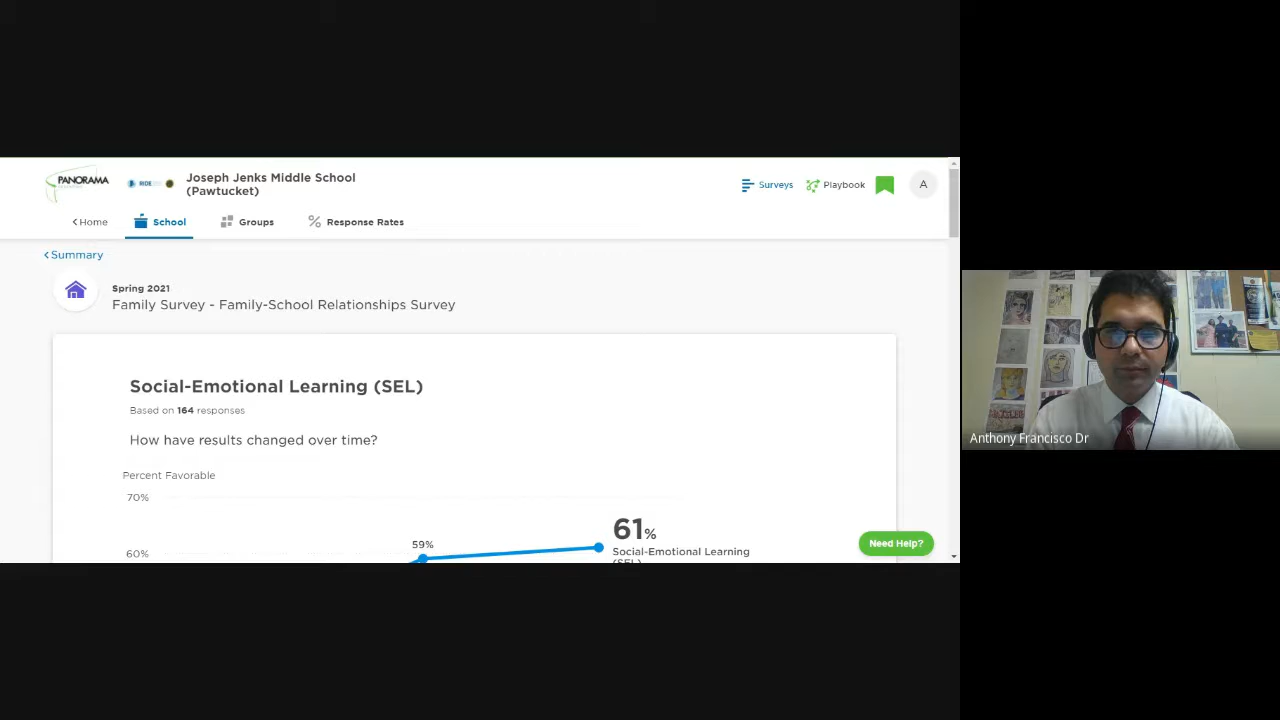 PANORAMA
RIDE
Joseph Jenks Middle School
(Pawtucket)
Surveys
Playbook
A
Home
School
Groups
Response Rates
Summary
Spring 2021
Family Survey - Family-School Relationships Survey
Social-Emotional Learning (SEL)
Based on 164 responses
How have results changed over time?
Percent Favorable
70%
61%
59%
Social-Emotional Learning
(SEL)
60%
Need Help?
Anthony Francisco Dr